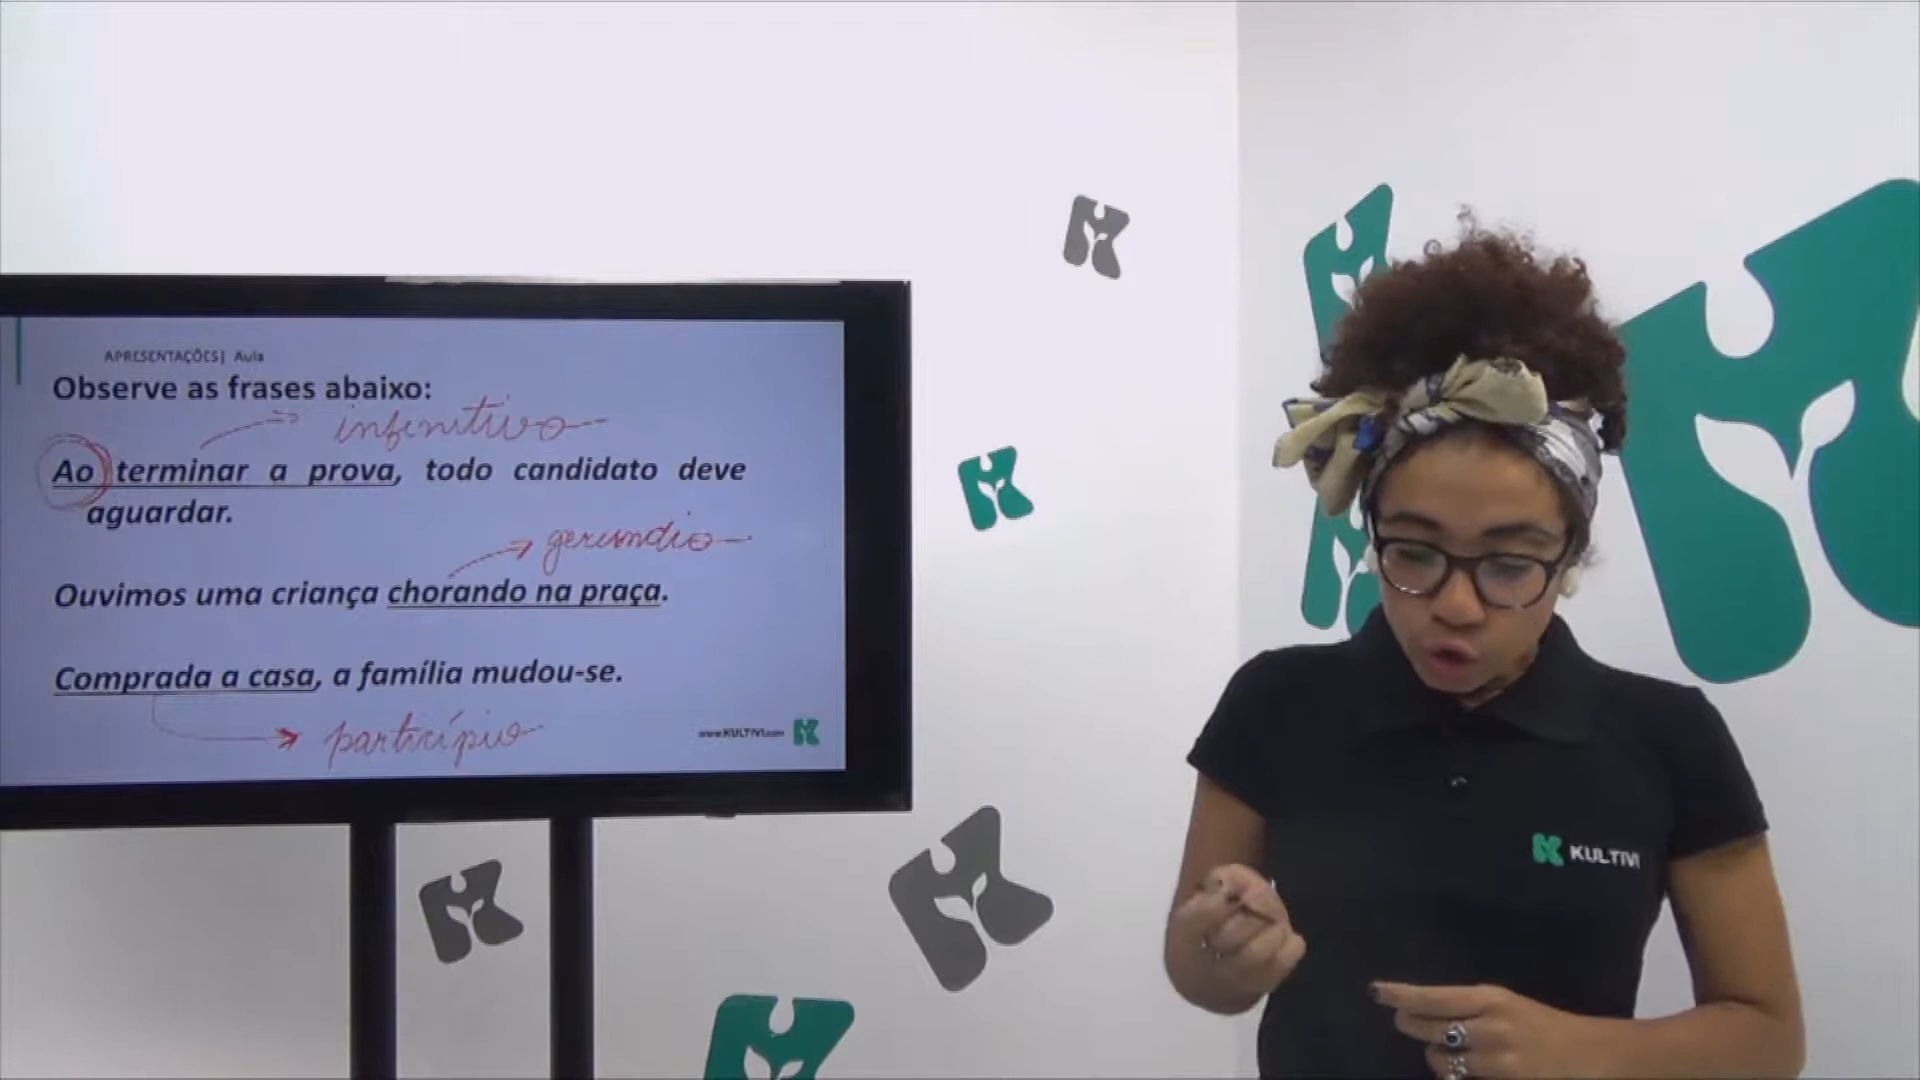 APRESENTAÇÕES| Aula
Observe as frases abaixo:
infinitivo
Ao terminar a prova, todo candidato deve
aguardar.
gerúndio
Ouvimos uma criança chorando na praça.
Comprada a casa, a família mudou-se.
particípio
www.KULTIVI.com
KULTIVI